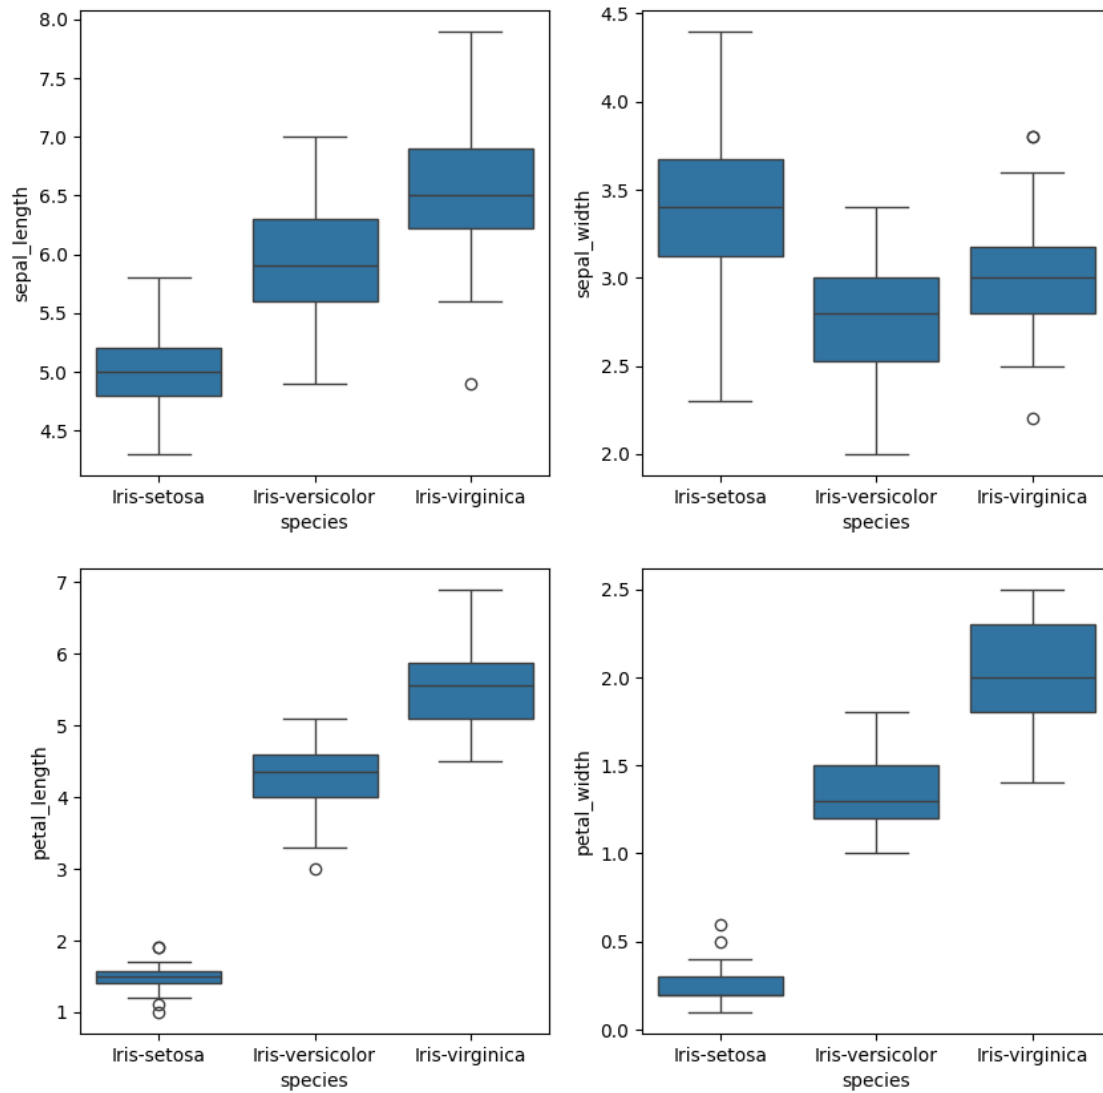 sepal_length
8.0
7.5
7.0
6.5
6.0
5.5
5.0
4.5
Iris-setosa Iris-versicolor Iris-virginica
species
sepal_width
4.5
4.0
3.5
3.0
2.5
2.0
Iris-setosa Iris-versicolor Iris-virginica
species
petal_length
7
6
5
4
3
2
1
Iris-setosa Iris-versicolor Iris-virginica
species
petal_width
2.5
2.0
1.5
1.0
0.5
0.0
Iris-setosa Iris-versicolor Iris-virginica
species